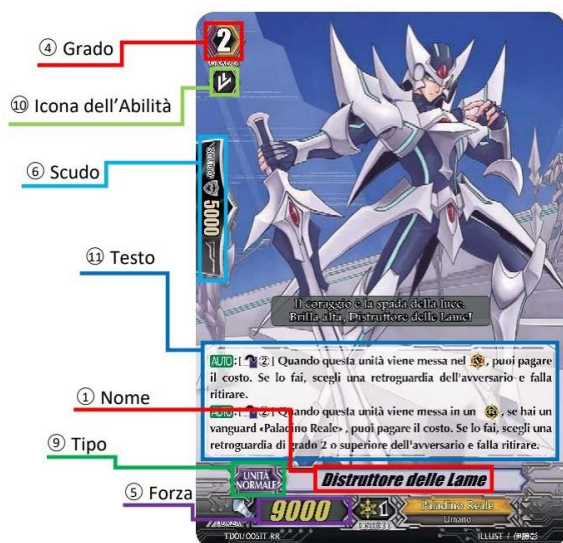 ④ Grado
2
⑩ Icona dell'Abilità
⑥ Scudo
Scudo 5000
⑪ Testo
Il coraggio è la spada della luce.
Brilla alta, Distruttore delle Lame!
AUTO:[②] Quando questa unità viene messa nel , puoi pagare
il costo. Se lo fai, scegli una retroguardia dell'avversario e falla
ritirare.
AUTO:[②] Quando questa unità viene messa in un , se hai un
vanguard «Paladino Reale», puoi pagare il costo. Se lo fai, scegli una
retroguardia di grado 2 o superiore dell'avversario e falla ritirare.
① Nome
⑨ Tipo
UNITÀ
NORMALE
Distruttore delle Lame
⑤ Forza
9000
1
Paladino Reale
Umano
TD01/005IT RR
ILLUST / 伊藤彰